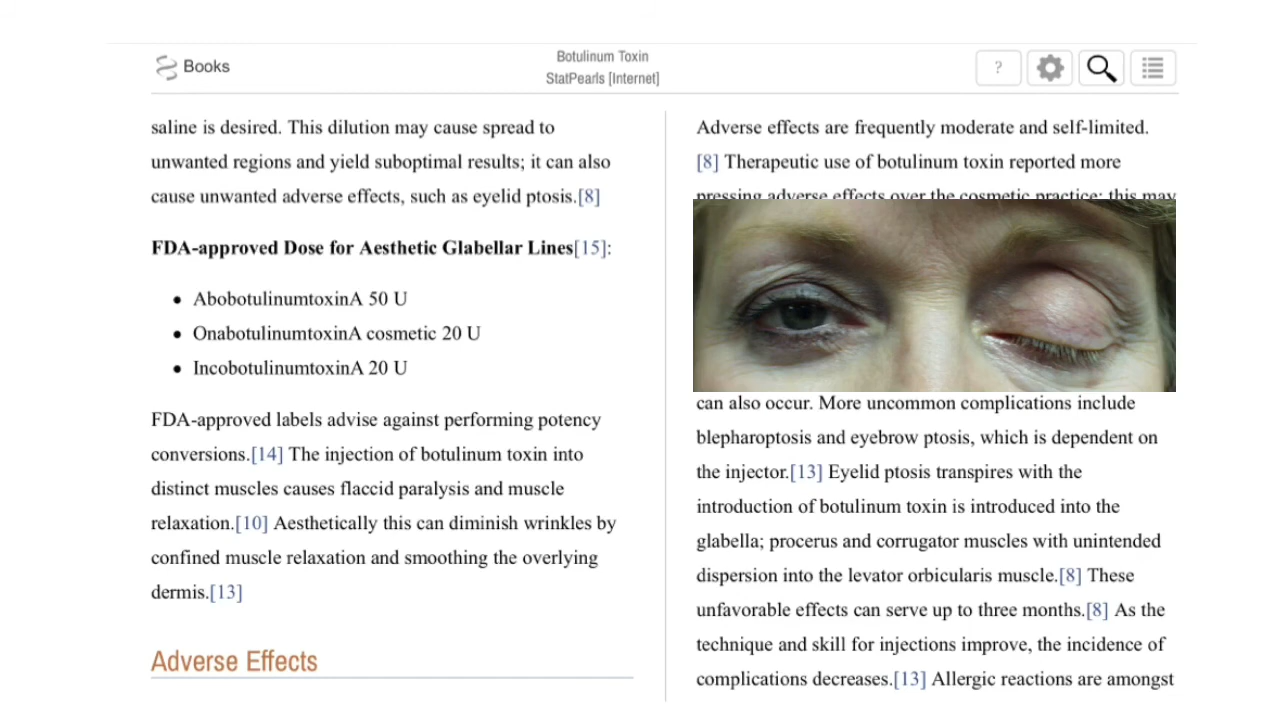 Books
Botulinum Toxin
StatPearls [Internet]
?
saline is desired. This dilution may cause spread to
unwanted regions and yield suboptimal results; it can also
cause unwanted adverse effects, such as eyelid ptosis.[8]
FDA-approved Dose for Aesthetic Glabellar Lines[15]:
• AbobotulinumtoxinA 50 U
• OnabotulinumtoxinA cosmetic 20 U
• IncobotulinumtoxinA 20 U
FDA-approved labels advise against performing potency
conversions.[14] The injection of botulinum toxin into
distinct muscles causes flaccid paralysis and muscle
relaxation.[10] Aesthetically this can diminish wrinkles by
confined muscle relaxation and smoothing the overlying
dermis.[13]
Adverse Effects
Adverse effects are frequently moderate and self-limited.
[8] Therapeutic use of botulinum toxin reported more
pressing adverse effects over the cosmetic practice; this may
can also occur. More uncommon complications include
blepharoptosis and eyebrow ptosis, which is dependent on
the injector.[13] Eyelid ptosis transpires with the
introduction of botulinum toxin is introduced into the
glabella; procerus and corrugator muscles with unintended
dispersion into the levator orbicularis muscle.[8] These
unfavorable effects can serve up to three months.[8] As the
technique and skill for injections improve, the incidence of
complications decreases.[13] Allergic reactions are amongst